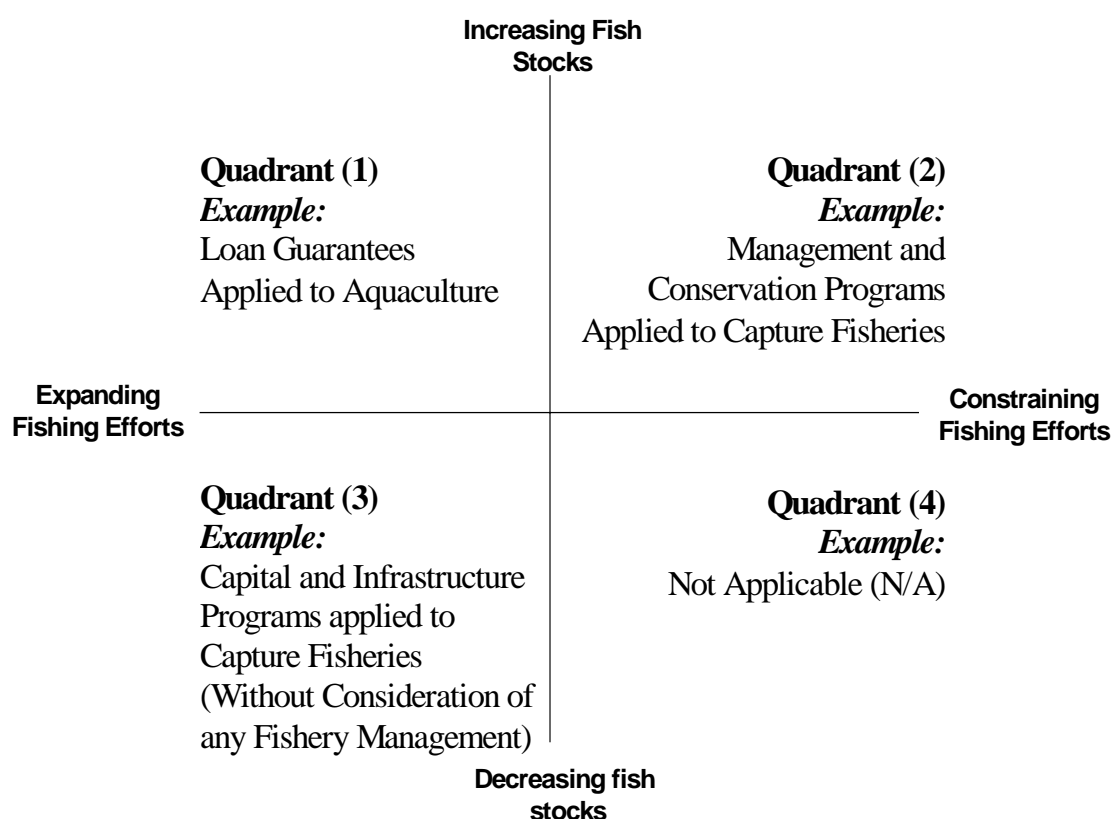 Increasing Fish
Stocks
Quadrant (1)
Example:
Loan Guarantees
Applied to Aquaculture
Quadrant (2)
Example:
Management and
Conservation Programs
Applied to Capture Fisheries
Expanding
Fishing Efforts
Constraining
Fishing Efforts
Quadrant (3)
Example:
Capital and Infrastructure
Programs applied to
Capture Fisheries
(Without Consideration of
any Fishery Management)
Quadrant (4)
Example:
Not Applicable (N/A)
Decreasing fish
stocks